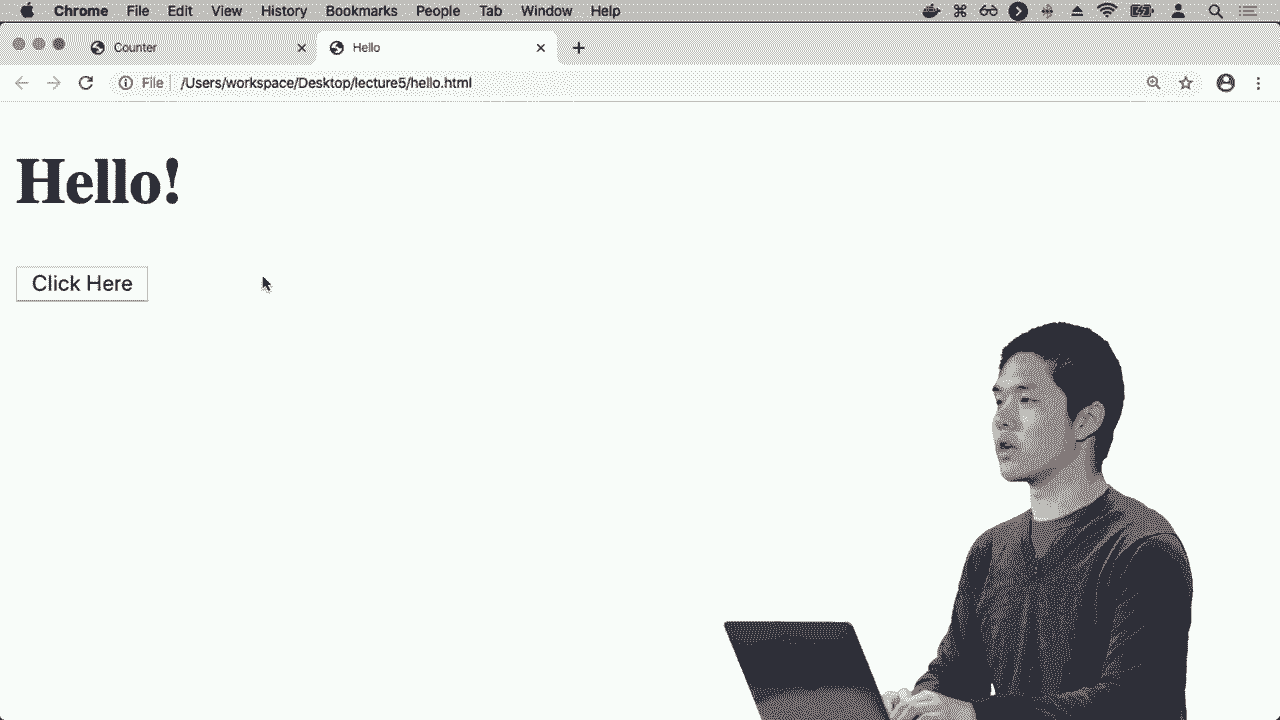 Chrome File Edit View History Bookmarks People Tab Window Help
Counter Hello
File /Users/workspace/Desktop/lecture5/hello.html
Hello!
Click Here